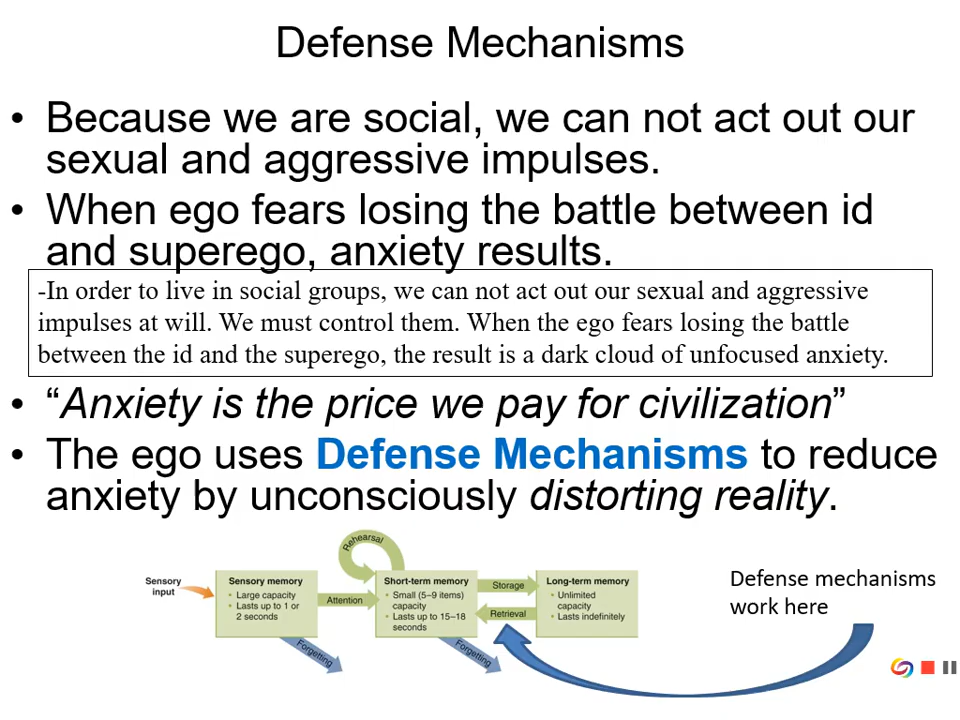 Defense Mechanisms
• Because we are social, we can not act out our
sexual and aggressive impulses.
• When ego fears losing the battle between id
and superego, anxiety results.
-In order to live in social groups, we can not act out our sexual and aggressive
impulses at will. We must control them. When the ego fears losing the battle
between the id and the superego, the result is a dark cloud of unfocused anxiety.
• “Anxiety is the price we pay for civilization”
• The ego uses Defense Mechanisms to reduce
anxiety by unconsciously distorting reality.
Rehearsal
Sensory
input
Sensory memory
• Large capacity
• Lasts up to 1 or
2 seconds
Attention
Short-term memory
• Small (5–9 items)
capacity
• Lasts up to 15–18
seconds
Storage
Retrieval
Long-term memory
• Unlimited
capacity
• Lasts indefinitely
Forgetting
Forgetting
Defense mechanisms
work here